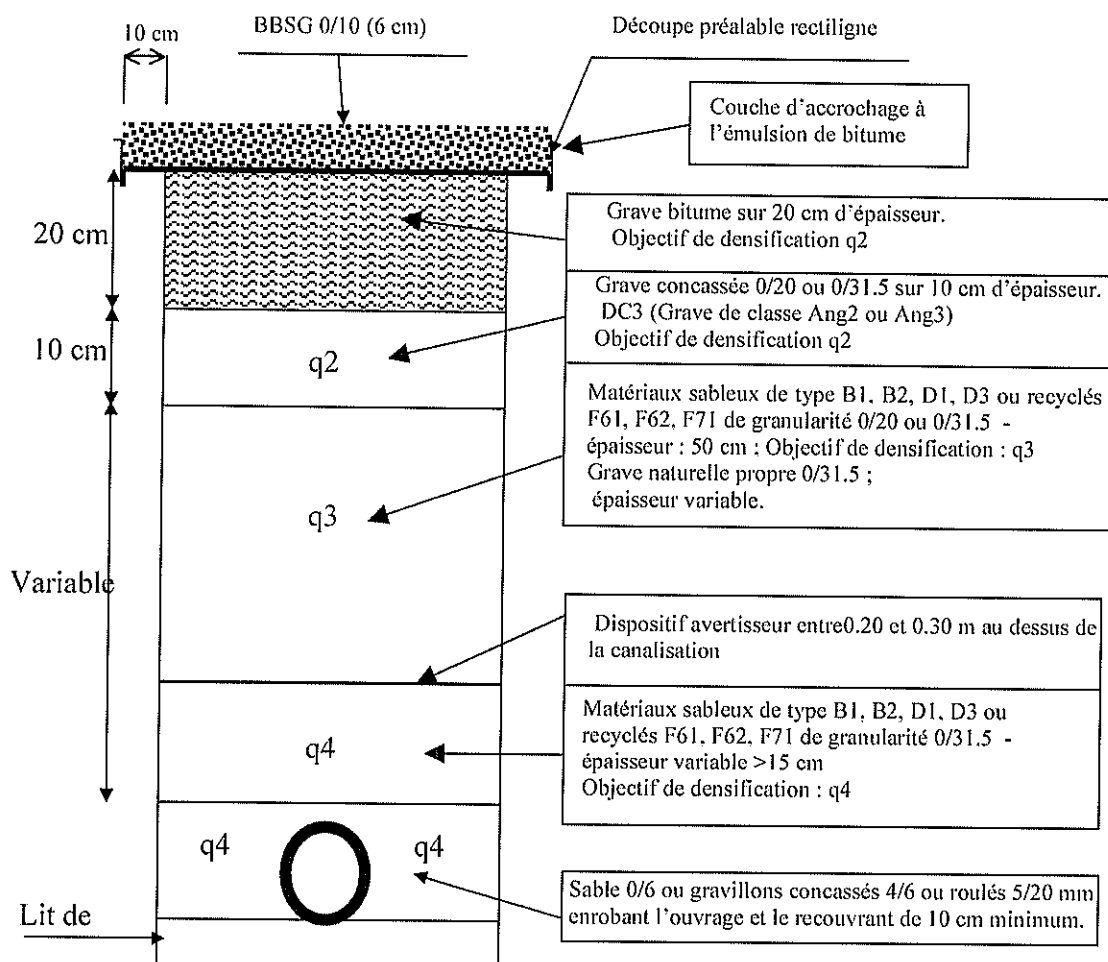 10 cm
BBSG 0/10 (6 cm)
Découpe préalable rectiligne
Couche d'accrochage à
l'émulsion de bitume
20 cm
Grave bitume sur 20 cm d'épaisseur.
Objectif de densification q2
10 cm
q2
Grave concassée 0/20 ou 0/31.5 sur 10 cm d'épaisseur.
DC3 (Grave de classe Ang2 ou Ang3)
Objectif de densification q2
q3
Matériaux sableux de type B1, B2, D1, D3 ou recyclés
F61, F62, F71 de granularité 0/20 ou 0/31.5 -
épaisseur : 50 cm ; Objectif de densification : q3
Grave naturelle propre 0/31.5 ;
épaisseur variable.
Variable
Dispositif avertisseur entre0.20 et 0.30 m au dessus de
la canalisation
q4
Matériaux sableux de type B1, B2, D1, D3 ou
recyclés F61, F62, F71 de granularité 0/31.5 -
épaisseur variable >15 cm
Objectif de densification : q4
q4
q4
Sable 0/6 ou gravillons concassés 4/6 ou roulés 5/20 mm
enrobant l'ouvrage et le recouvrant de 10 cm minimum.
Lit de